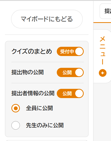 マイボードにもどる
クイズのまとめ 受付中
提出物の公開 公開
提出者情報の公開 公開
全員に公開
先生のみに公開
メニュー